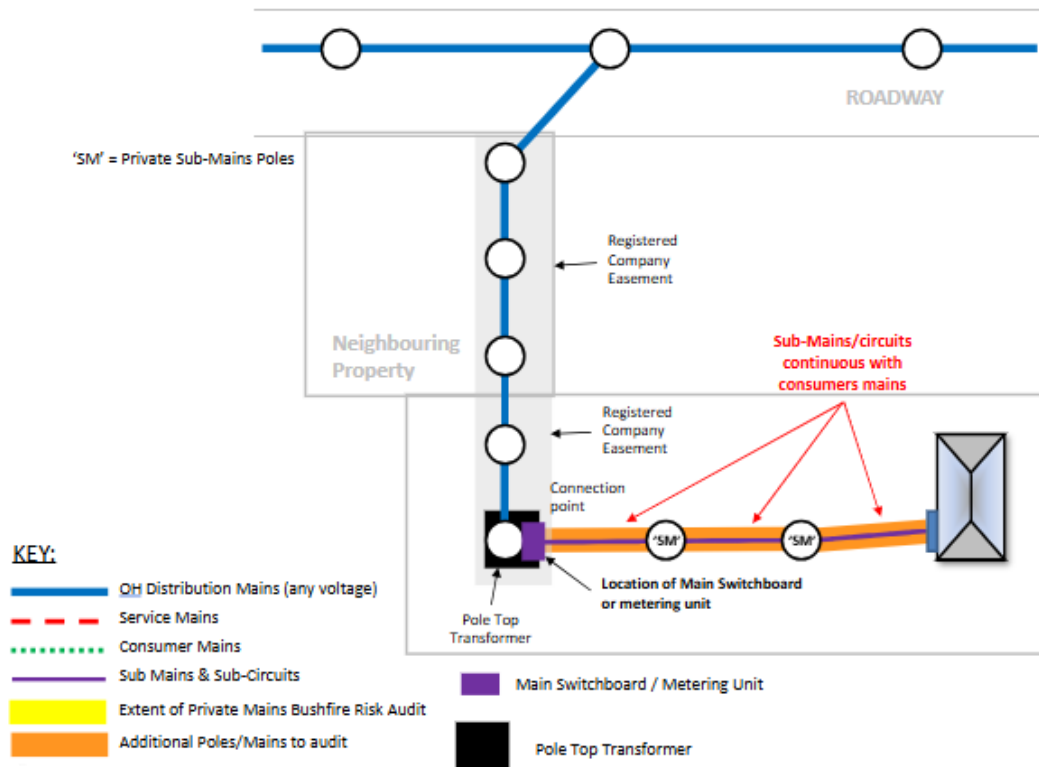 ROADWAY
'SM' = Private Sub-Mains Poles
Registered
Company
Easement
Neighbouring
Property
Sub-Mains/circuits
continuous with
consumers mains
Registered
Company
Easement
Connection
point
'SM'
'SM'
Location of Main Switchboard
or metering unit
Pole Top
Transformer
KEY:
OH Distribution Mains (any voltage)
Service Mains
Consumer Mains
Sub Mains & Sub-Circuits
Extent of Private Mains Bushfire Risk Audit
Additional Poles/Mains to audit
Main Switchboard / Metering Unit
Pole Top Transformer